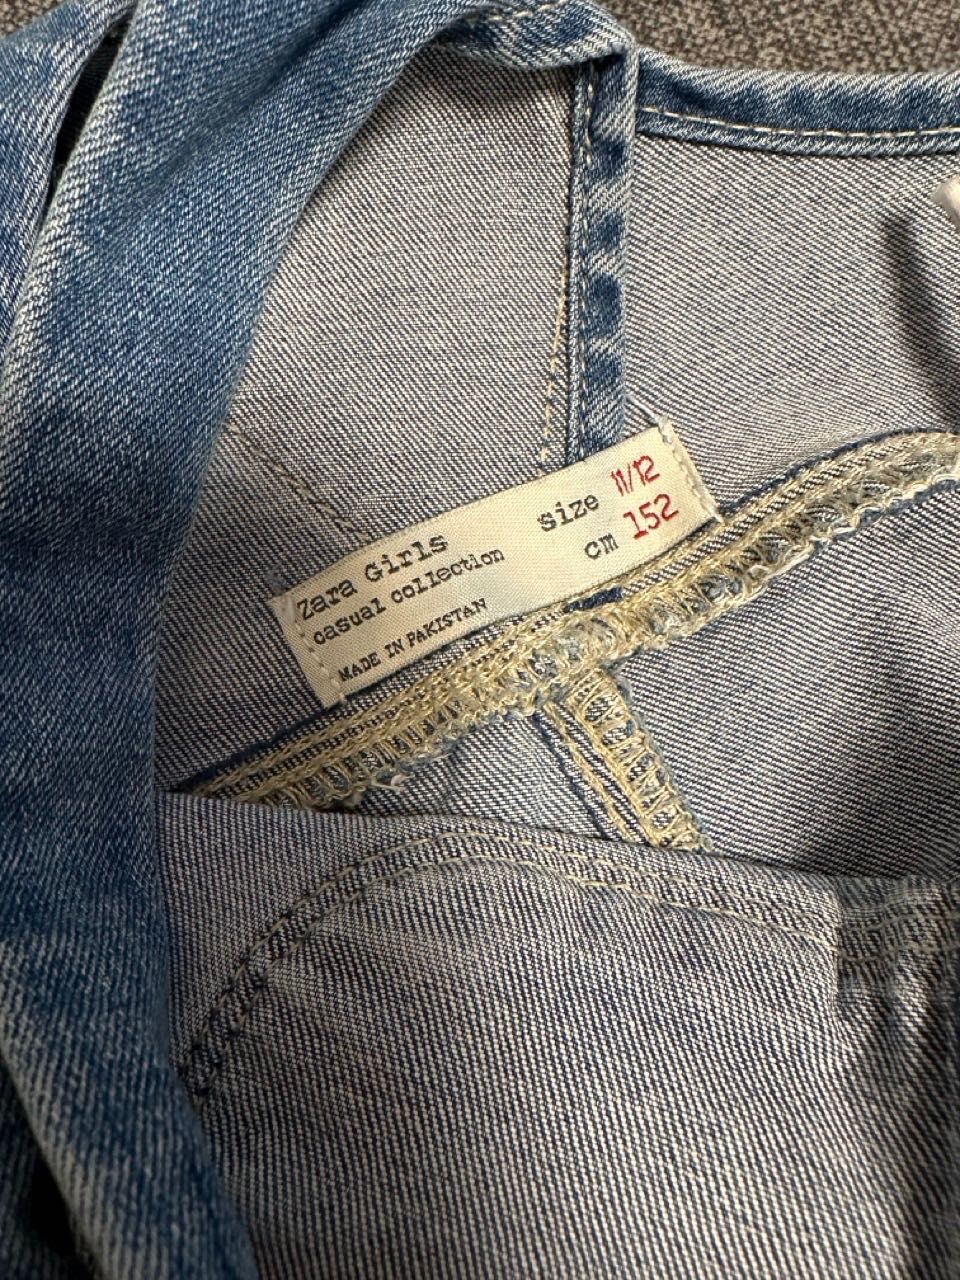 Zara Girls
casual collection
MADE IN PAKISTAN
size 11/12
cm 152